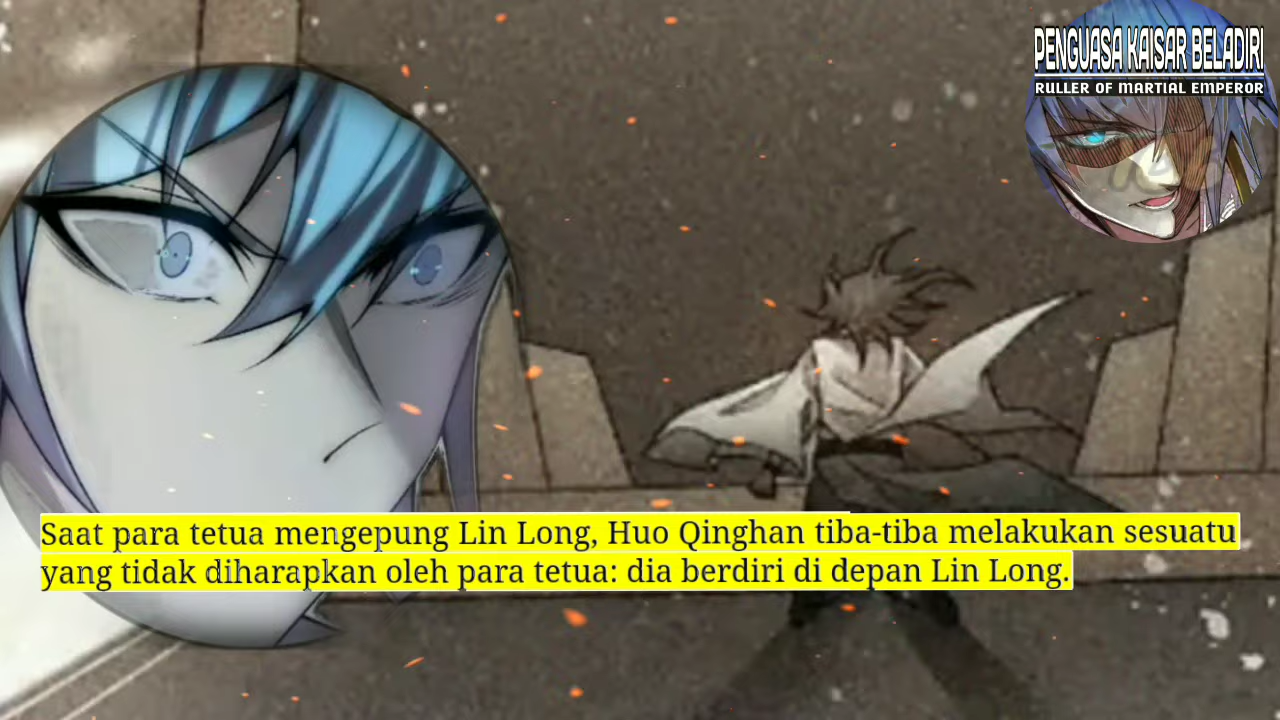 PENGUASA KAISAR BELADIRI
RULLER OF MARTIAL EMPEROR
Saat para tetua mengepung Lin Long, Huo Qinghan tiba-tiba melakukan sesuatu
yang tidak diharapkan oleh para tetua: dia berdiri di depan Lin Long.